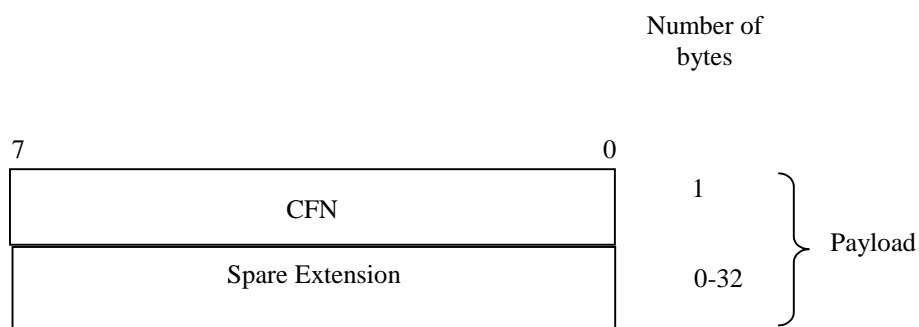 Number of
bytes
7 0
CFN 1
Payload
Spare Extension 0-32